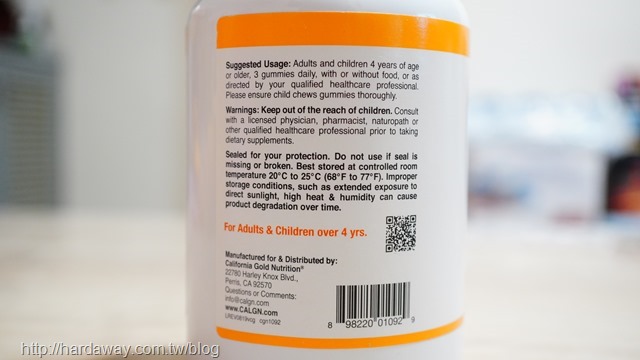 Suggested Usage: Adults and children 4 years of age
or older, 3 gummies daily, with or without food, or as
directed by your qualified healthcare professional.
Please ensure child chews gummies thoroughly.
Warnings: Keep out of the reach of children. Consult
with a licensed physician, pharmacist, naturopath or
other qualified healthcare professional prior to taking
dietary supplements.
Sealed for your protection. Do not use if seal is
missing or broken. Best stored at controlled room
temperature 20°C to 25°C (68°F to 77°F). Improper
storage conditions, such as extended exposure to
direct sunlight, high heat & humidity can cause
product degradation over time.
For Adults & Children over 4 yrs.
Manufactured for & Distributed by:
California Gold Nutrition®
22780 Harley Knox Blvd.,
Perris, CA 92570
Questions or Comments:
info@calgn.com
www.CALGN.com
cgn1092
8 98220 01092 9
http://hardaway.com.tw/blog